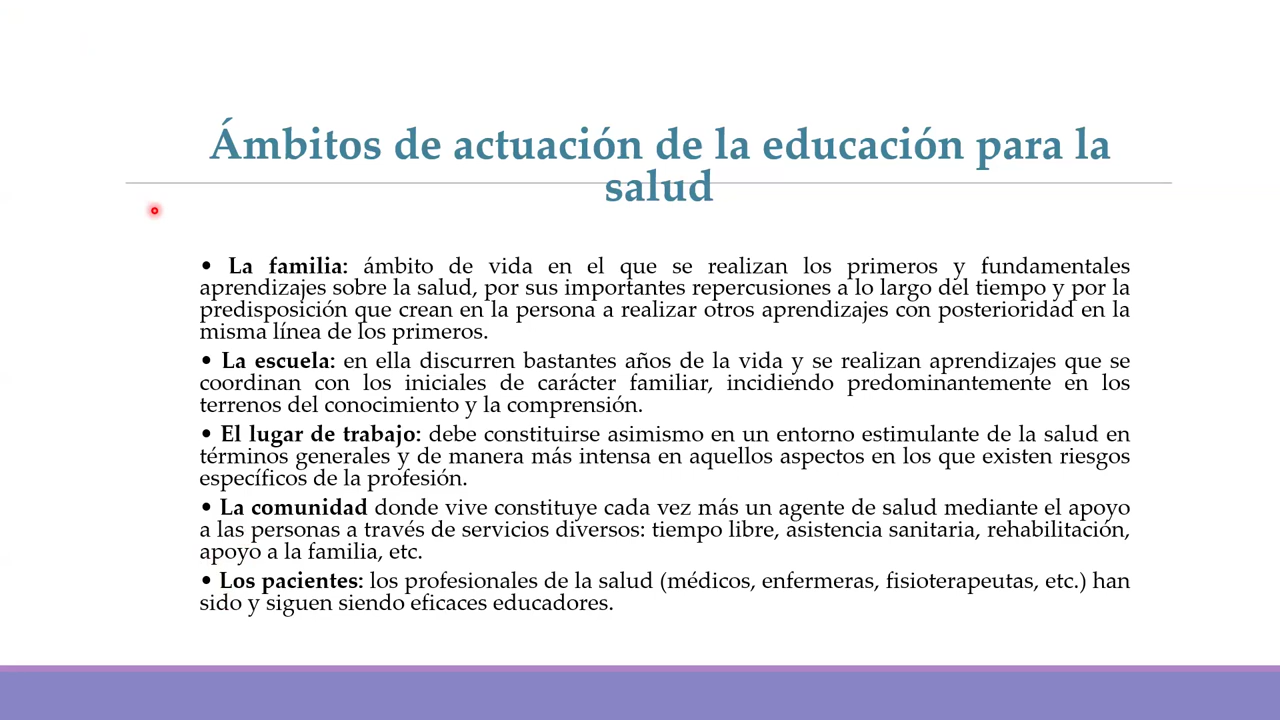 Ámbitos de actuación de la educación para la
salud
• La familia: ámbito de vida en el que se realizan los primeros y fundamentales
aprendizajes sobre la salud, por sus importantes repercusiones a lo largo del tiempo y por la
predisposición que crean en la persona a realizar otros aprendizajes con posterioridad en la
misma línea de los primeros.
• La escuela: en ella discurren bastantes años de la vida y se realizan aprendizajes que se
coordinan con los iniciales de carácter familiar, incidiendo predominantemente en los
terrenos del conocimiento y la comprensión.
• El lugar de trabajo: debe constituirse asimismo en un entorno estimulante de la salud en
términos generales y de manera más intensa en aquellos aspectos en los que existen riesgos
específicos de la profesión.
• La comunidad donde vive constituye cada vez más un agente de salud mediante el apoyo
a las personas a través de servicios diversos: tiempo libre, asistencia sanitaria, rehabilitación,
apoyo a la familia, etc.
• Los pacientes: los profesionales de la salud (médicos, enfermeras, fisioterapeutas, etc.) han
sido y siguen siendo eficaces educadores.